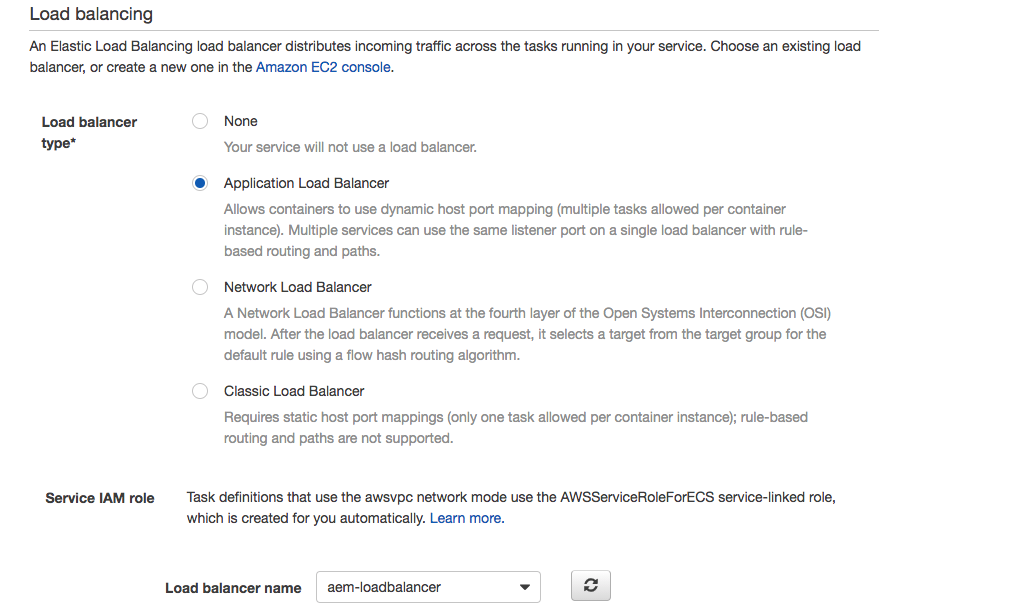 Load balancing
An Elastic Load Balancing load balancer distributes incoming traffic across the tasks running in your service. Choose an existing load
balancer, or create a new one in the Amazon EC2 console.
Load balancer
type*
None
Your service will not use a load balancer.
Application Load Balancer
Allows containers to use dynamic host port mapping (multiple tasks allowed per container
instance). Multiple services can use the same listener port on a single load balancer with rule-
based routing and paths.
Network Load Balancer
A Network Load Balancer functions at the fourth layer of the Open Systems Interconnection (OSI)
model. After the load balancer receives a request, it selects a target from the target group for the
default rule using a flow hash routing algorithm.
Classic Load Balancer
Requires static host port mappings (only one task allowed per container instance); rule-based
routing and paths are not supported.
Service IAM role
Task definitions that use the awsvpc network mode use the AWSServiceRoleForECS service-linked role,
which is created for you automatically. Learn more.
Load balancer name
aem-loadbalancer